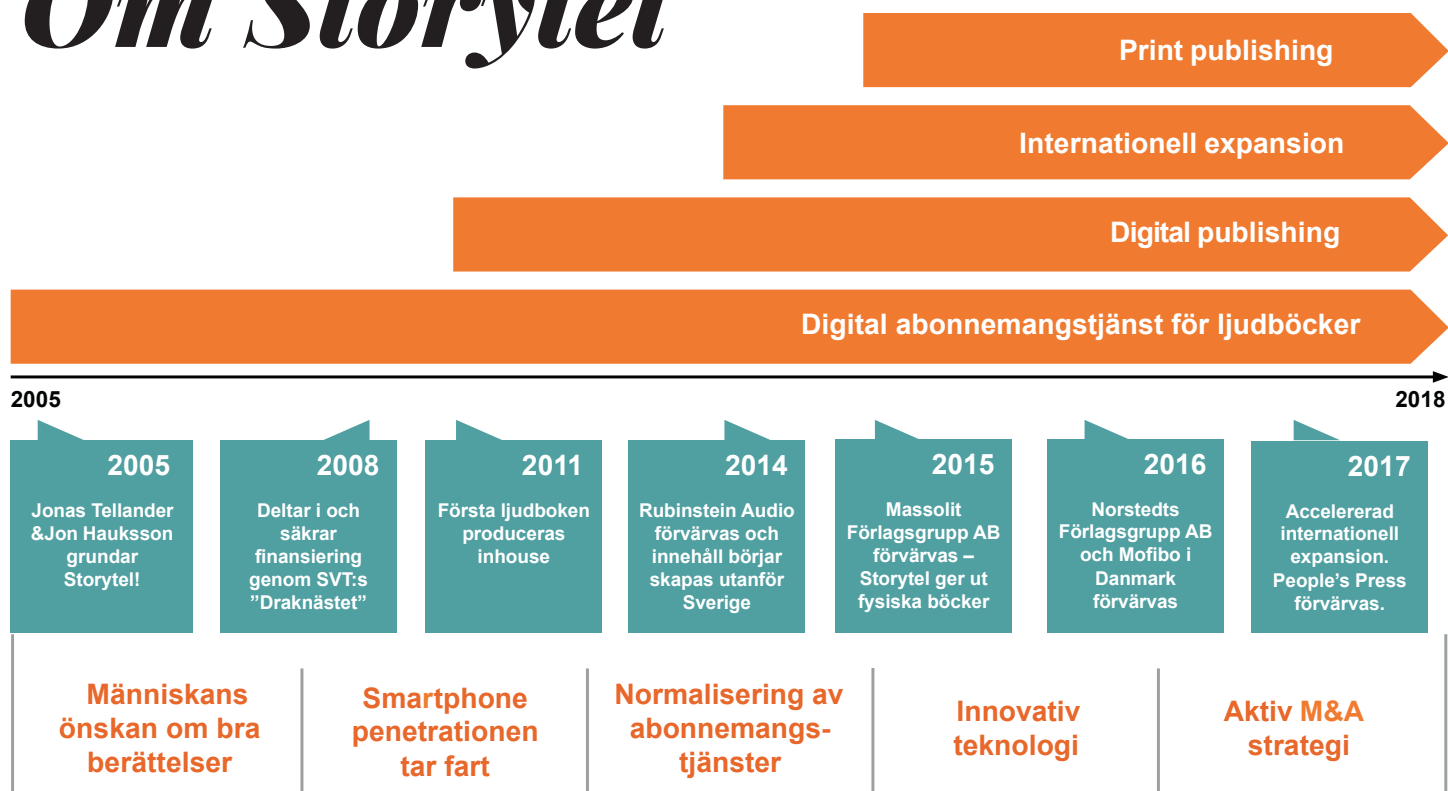 Om Storytel
Print publishing
Internationell expansion
Digital publishing
Digital abonnemangstjänst för ljudböcker
2005
2018
2005
Jonas Tellander
&Jon Hauksson
grundar
Storytel!
2008
Deltar i och
säkrar
finansiering
genom SVT:s
”Draknästet”
2011
Första ljudboken
produceras
inhouse
2014
Rubinstein Audio
förvärvas och
innehåll börjar
skapas utanför
Sverige
2015
Massolit
Förlagsgrupp AB
förvärvas –
Storytel ger ut
fysiska böcker
2016
Norstedts
Förlagsgrupp AB
och Mofibo i
Danmark
förvärvas
2017
Accelererad
internationell
expansion.
People’s Press
förvärvas.
Människans
önskan om bra
berättelser
Smartphone
penetrationen
tar fart
Normalisering av
abonnemangs-
tjänster
Innovativ
teknologi
Aktiv M&A
strategi